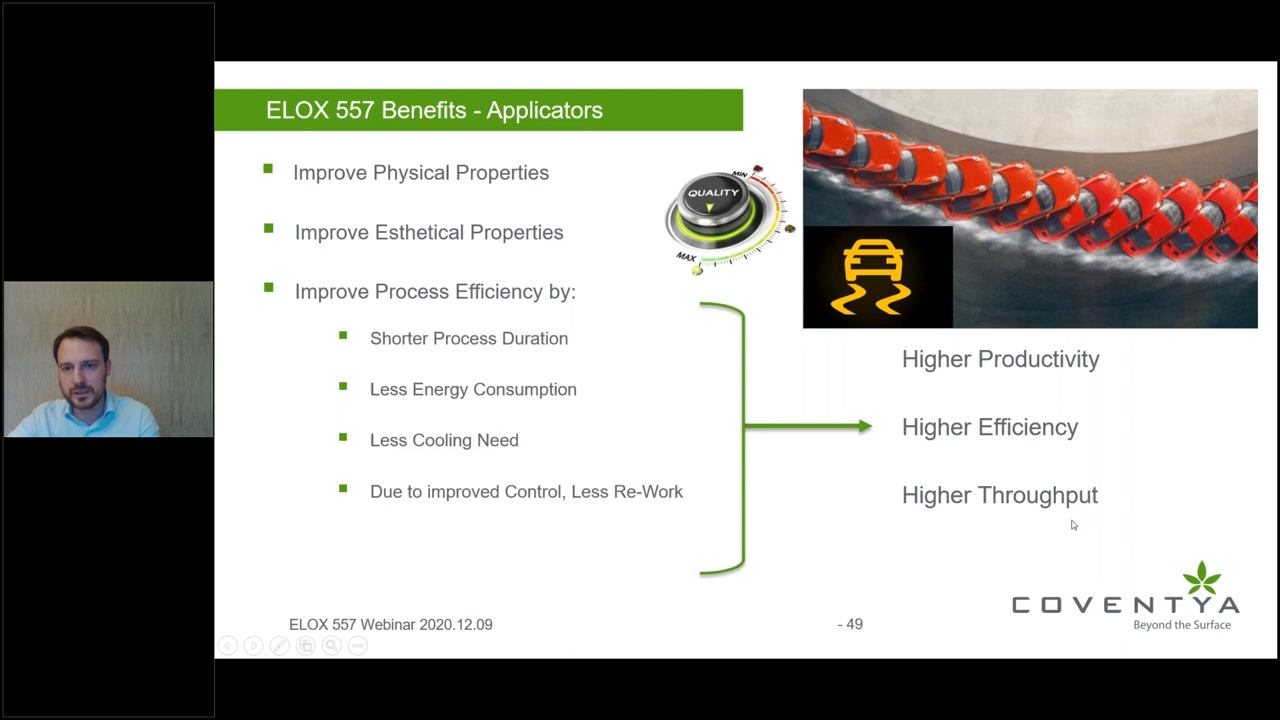 ELOX 557 Benefits - Applicators
Improve Physical Properties
Improve Esthetical Properties
Improve Process Efficiency by:
Shorter Process Duration
Less Energy Consumption
Less Cooling Need
Due to improved Control, Less Re-Work
MIN
QUALITY
MAX
Higher Productivity
Higher Efficiency
Higher Throughput
COVENTYA
Beyond the Surface
ELOX 557 Webinar 2020.12.09
- 49